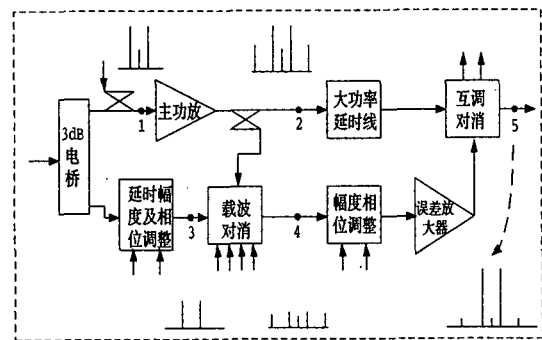 3dB
电
桥
1
主功放
2
大功率
延时线
互调
对消
5
延时幅
度及相
位调整
3
载波
对消
4
幅度相
位调整
误差放
大器